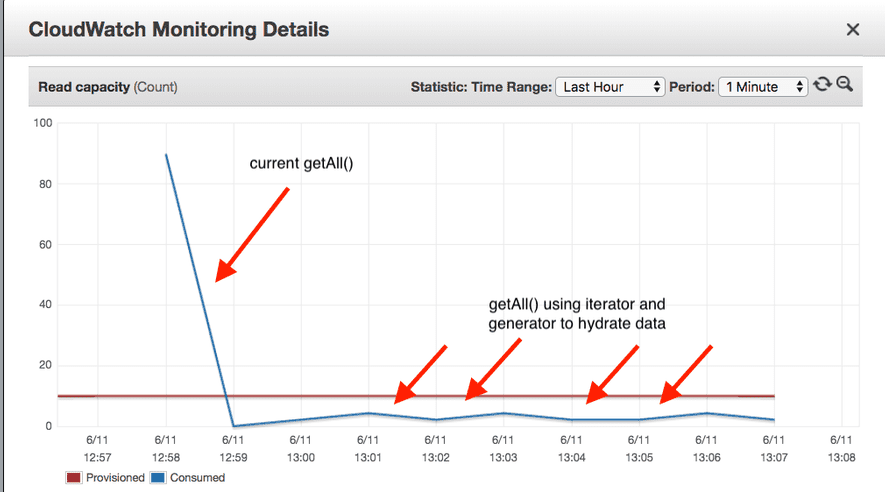 CloudWatch Monitoring Details
Read capacity (Count)
Statistic: Time Range: Last Hour Period: 1 Minute
100
80
60
40
20
0
current getAll()
getAll() using iterator and
generator to hydrate data
6/11 6/11 6/11 6/11 6/11 6/11 6/11 6/11 6/11 6/11 6/11 6/11
12:57 12:58 12:59 13:00 13:01 13:02 13:03 13:04 13:05 13:06 13:07 13:08
Provisioned Consumed